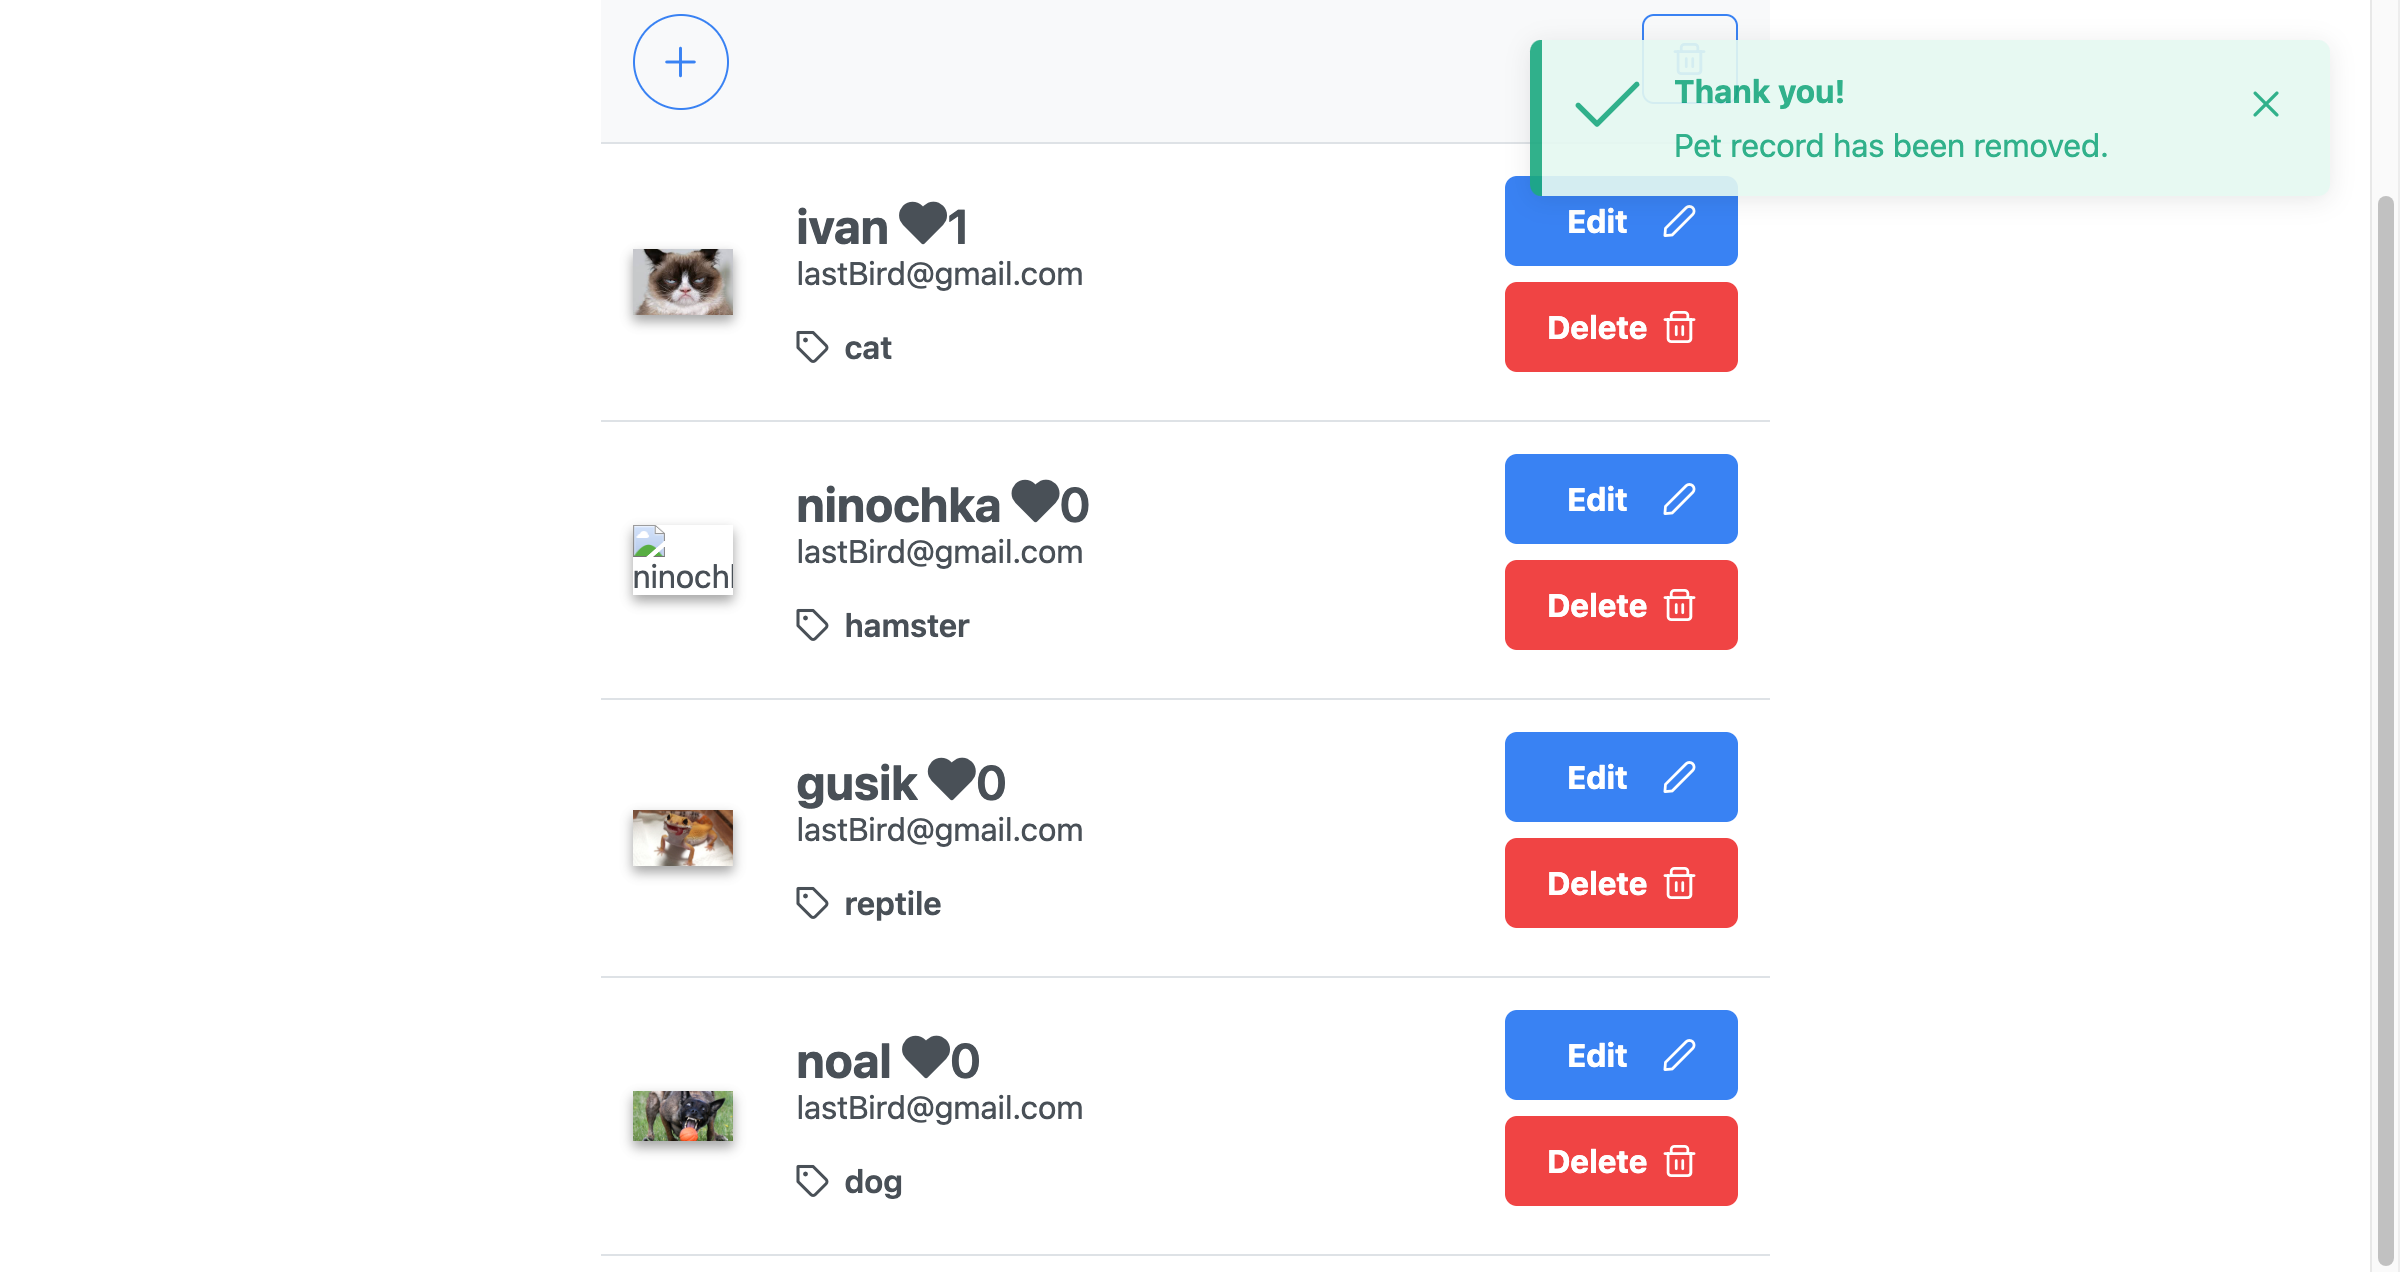 Thank you!
Pet record has been removed.
ivan 1
lastBird@gmail.com
cat
Edit
Delete
ninochka 0
lastBird@gmail.com
hamster
Edit
Delete
gusik 0
lastBird@gmail.com
reptile
Edit
Delete
noal 0
lastBird@gmail.com
dog
Edit
Delete